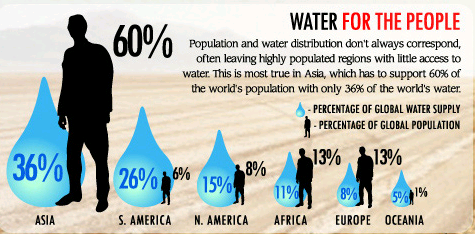 WATER FOR THE PEOPLE
Population and water distribution don't always correspond,
often leaving highly populated regions with little access to
water. This is most true in Asia, which has to support 60% of
the world's population with only 36% of the world's water.
- PERCENTAGE OF GLOBAL WATER SUPPLY
- PERCENTAGE OF GLOBAL POPULATION
60%
36%
26%
6%
15%
8%
11%
13%
8%
13%
5%
1%
ASIA
S. AMERICA
N. AMERICA
AFRICA
EUROPE
OCEANIA